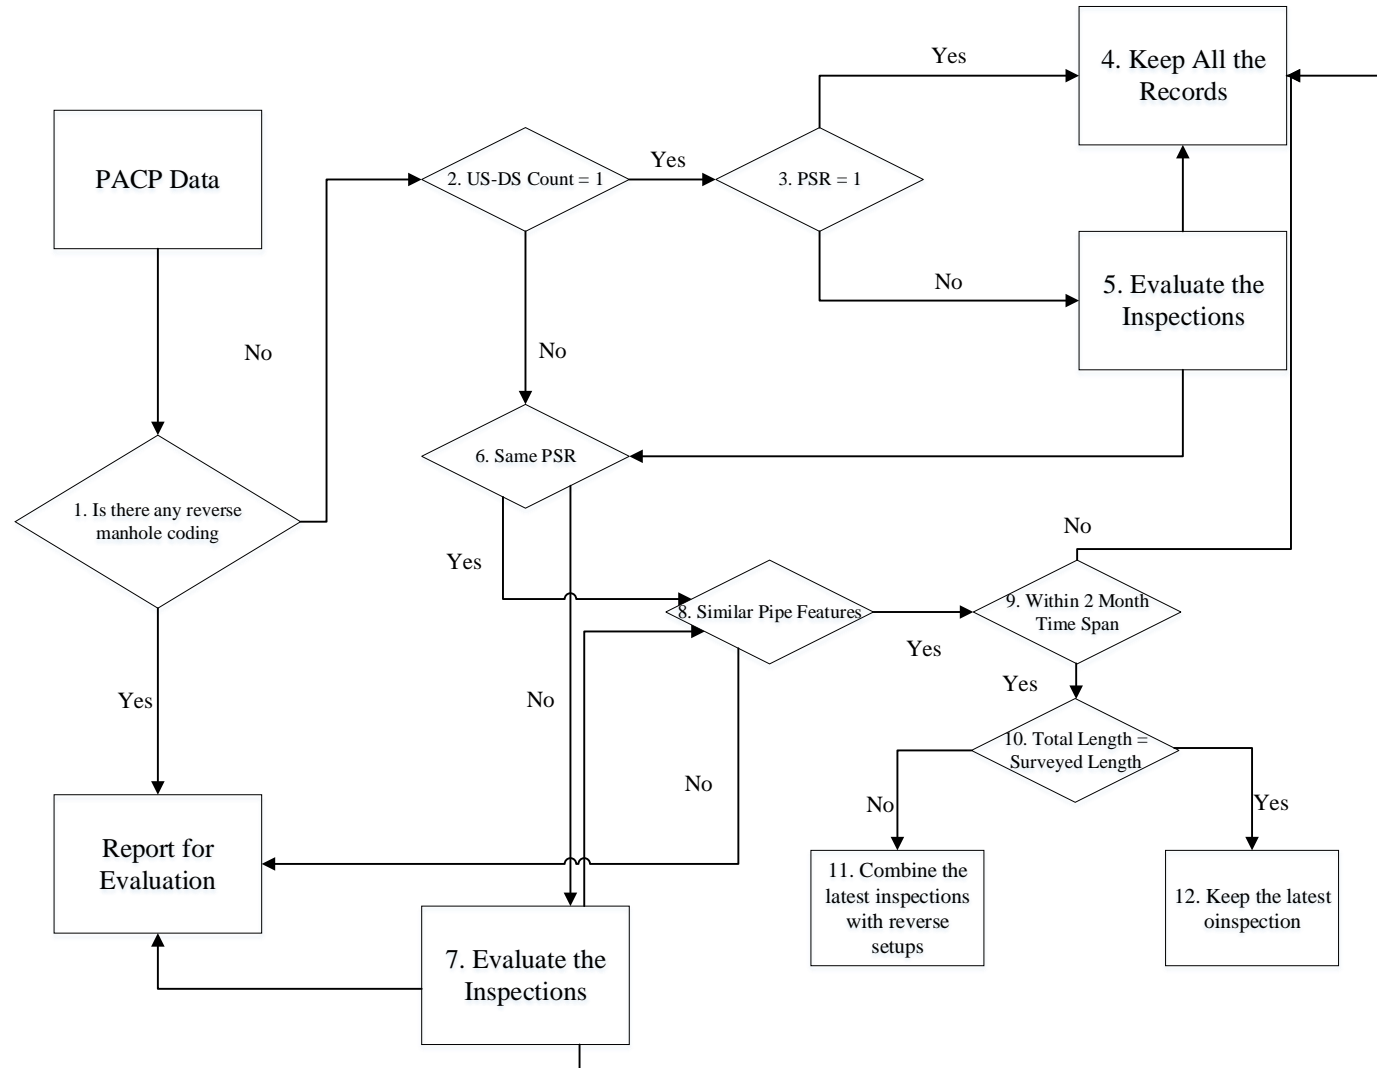 Yes
4. Keep All the
Records
PACP Data
2. US-DS Count = 1
Yes
3. PSR = 1
No
5. Evaluate the
Inspections
No
No
6. Same PSR
1. Is there any reverse
manhole coding
No
Yes
8. Similar Pipe Features
9. Within 2 Month
Time Span
Yes
Yes
Yes
No
10. Total Length =
Surveyed Length
No
No
Yes
Report for
Evaluation
11. Combine the
latest inspections
with reverse
setups
12. Keep the latest
oinspection
7. Evaluate the
Inspections